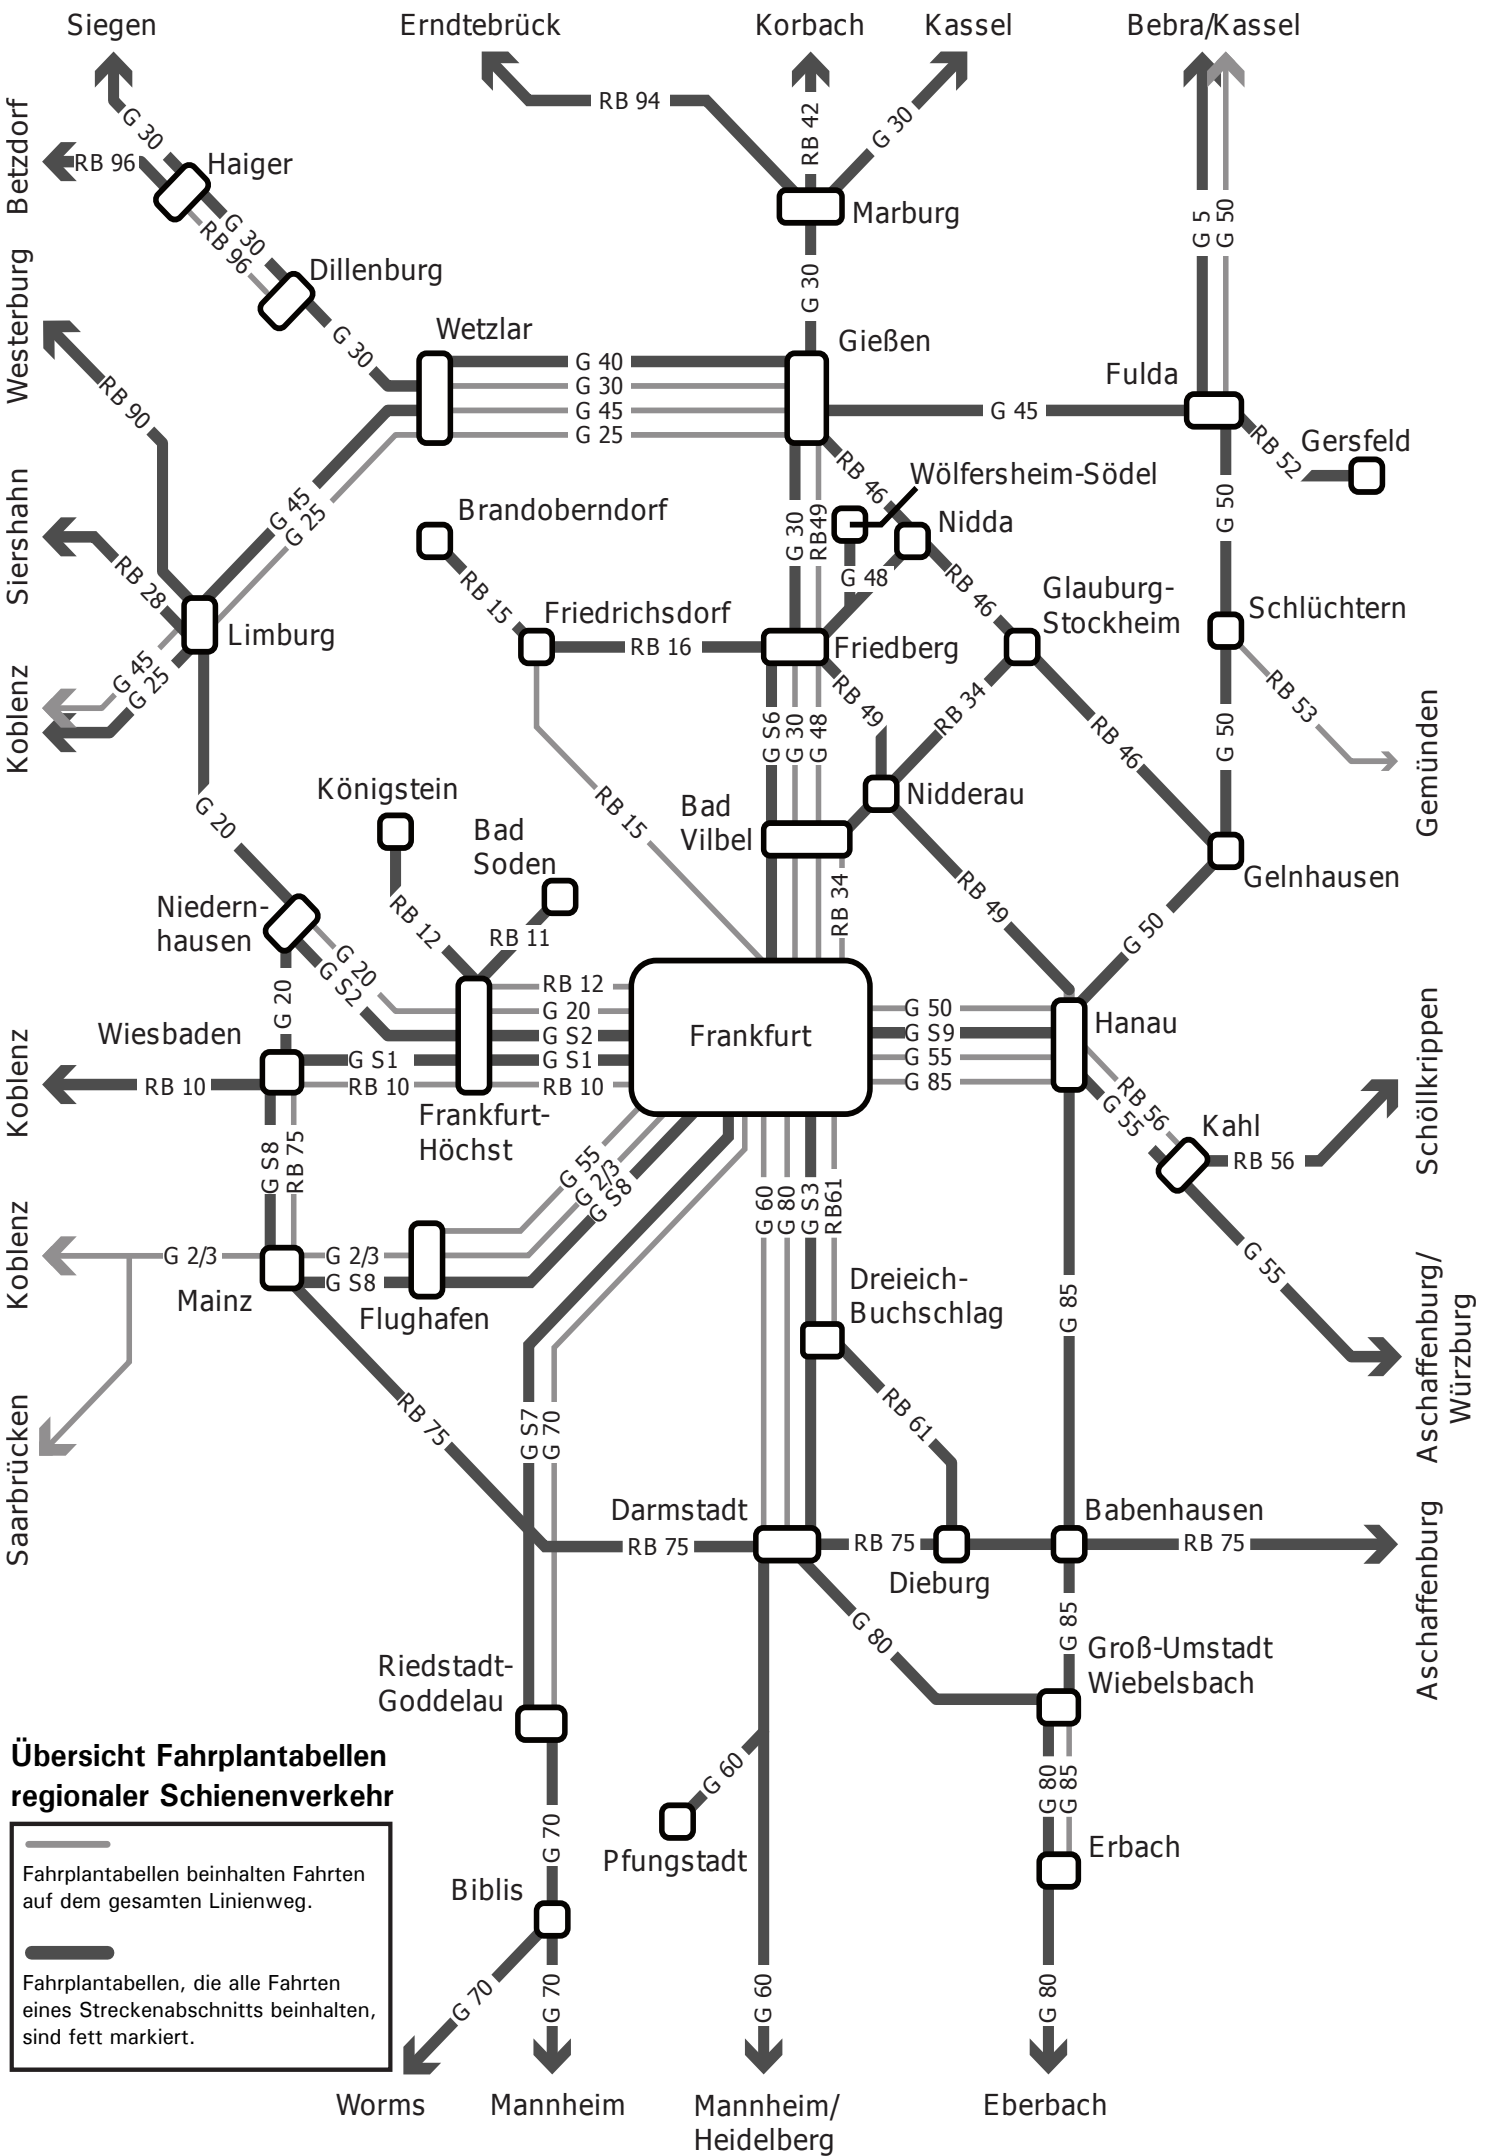 Siegen
Erndtebrück
Korbach
Kassel
Bebra/Kassel
Betzdorf
G 30
RB 96
Haiger
RB 94
RB 42
G 30
Marburg
G 5
G 50
G 30
RB 96
Dillenburg
G 30
G 30
Westerburg
Wetzlar
Gießen
Fulda
G 40
G 30
G 45
G 25
G 45
RB 90
RB 52
Gersfeld
RB 46
Wölfersheim-Södel
Siershahn
G 45
G 25
Brandoberndorf
G 30
RB49
Nidda
G 50
RB 28
RB 15
G 48
RB 46
Glauburg-
Stockheim
Limburg
Friedrichsdorf
RB 16
Friedberg
Schlüchtern
G 45
G 25
Koblenz
RB 49
RB 34
RB 53
G S6
G 30
G 48
RB 46
G 50
Gemünden
G 20
Königstein
RB 15
Bad
Vilbel
Nidderau
Bad
Soden
Gelnhausen
Niedern-
hausen
RB 12
RB 11
RB 34
RB 49
G 50
G 20
G S2
G 20
Wiesbaden
RB 12
G 20
G S2
G S1
RB 10
Frankfurt
G 50
G S9
G 55
G 85
Hanau
Koblenz
RB 10
G S1
RB 10
Frankfurt-
Höchst
RB 56
G 55
Kahl
RB 56
Schöllkrippen
G S8
RB 75
G 55
G 2/3
G S8
G 60
G 80
G S3
RB61
Koblenz
G 2/3
G 2/3
G S8
Mainz
Flughafen
Dreieich-
Buchschlag
G 85
G 55
Aschaffenburg/
Würzburg
Saarbrücken
RB 75
G S7
G 70
RB 61
Darmstadt
Babenhausen
RB 75
RB 75
RB 75
Dieburg
Aschaffenburg
G 80
G 85
Riedstadt-
Goddelau
Groß-Umstadt
Wiebelsbach
G 60
G 80
G 85
Pfungstadt
Erbach
G 70
Biblis
G 70
G 70
G 60
G 80
Worms
Mannheim
Mannheim/
Heidelberg
Eberbach
Übersicht Fahrplantabellen
regionaler Schienenverkehr
Fahrplantabellen beinhalten Fahrten
auf dem gesamten Linienweg.
Fahrplantabellen, die alle Fahrten
eines Streckenabschnitts beinhalten,
sind fett markiert.